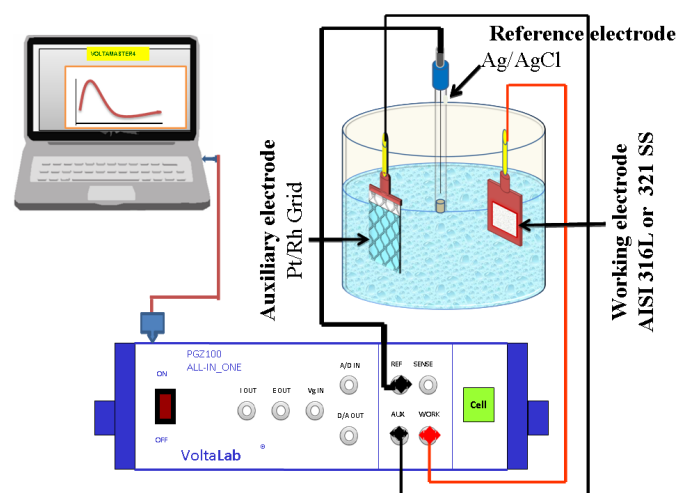 VOLTAMASTER4
Reference electrode
Ag/AgCl
Auxiliary electrode
Pt/Rh Grid
Working electrode
AISI 316L or 321 SS
PGZ100
ALL-IN_ONE
ON
OFF
I OUT
E OUT
Vg IN
A/D IN
D/A OUT
REF
SENSE
AUX
WORK
Cell
VoltaLab ®